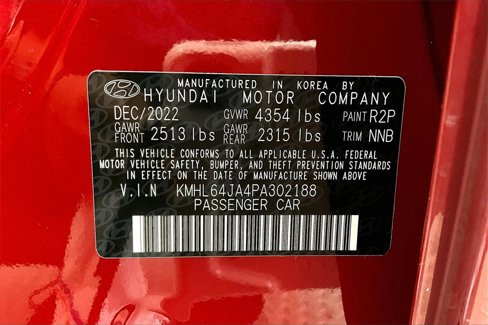 MANUFACTURED IN KOREA BY
HYUNDAI MOTOR COMPANY
DEC/2022 GVWR 4354 lbs PAINT R2P
GAWR FRONT 2513 lbs GAWR REAR 2315 lbs TRIM NNB
THIS VEHICLE CONFORMS TO ALL APPLICABLE U.S.A. FEDERAL
MOTOR VEHICLE SAFETY, BUMPER, AND THEFT PREVENTION STANDARDS
IN EFFECT ON THE DATE OF MANUFACTURE SHOWN ABOVE
V.I.N KMHL64JA4PA302188
PASSENGER CAR